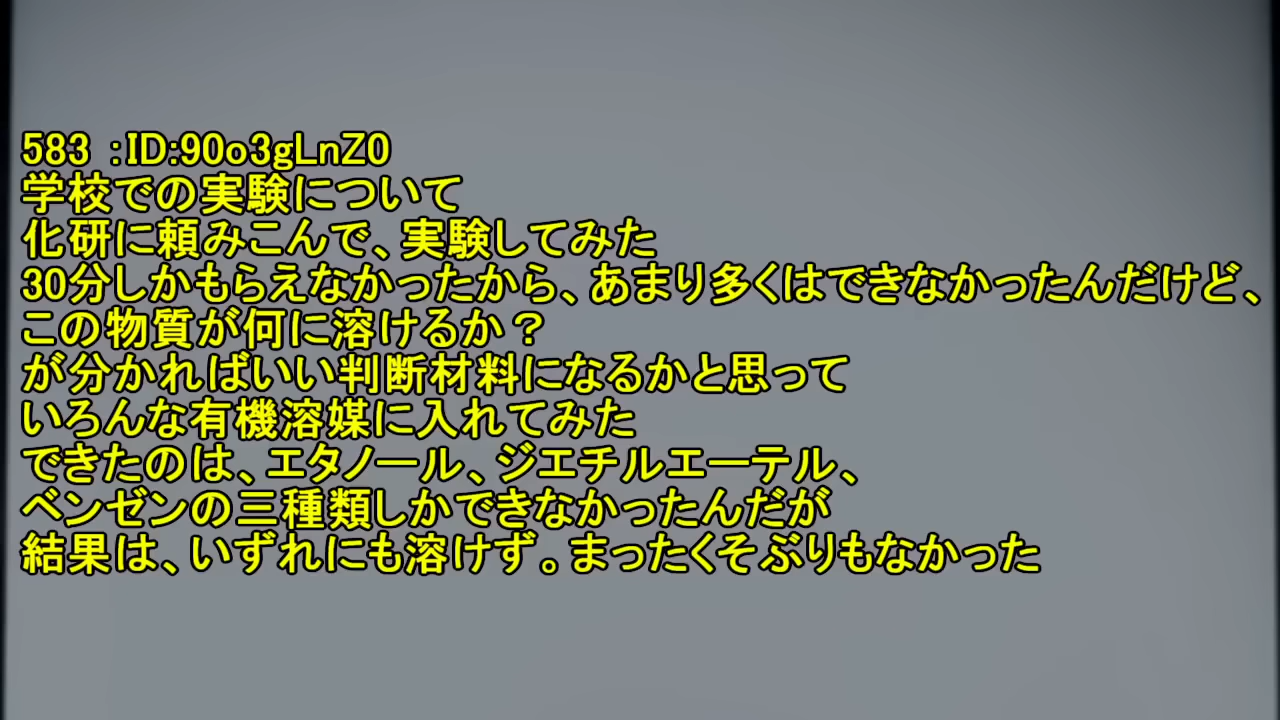 583 :ID:90o3gLnZ0
学校での実験について
化研に頼みこんで、実験してみた
30分しかもらえなかったから、あまり多くはできなかったんだけど、
この物質が何に溶けるか？
が分かればいい判断材料になるかと思って
いろんな有機溶媒に入れてみた
できたのは、エタノール、ジエチルエーテル、
ベンゼンの三種類しかできなかったんだが
結果は、いずれにも溶けず。まったくそぶりもなかった